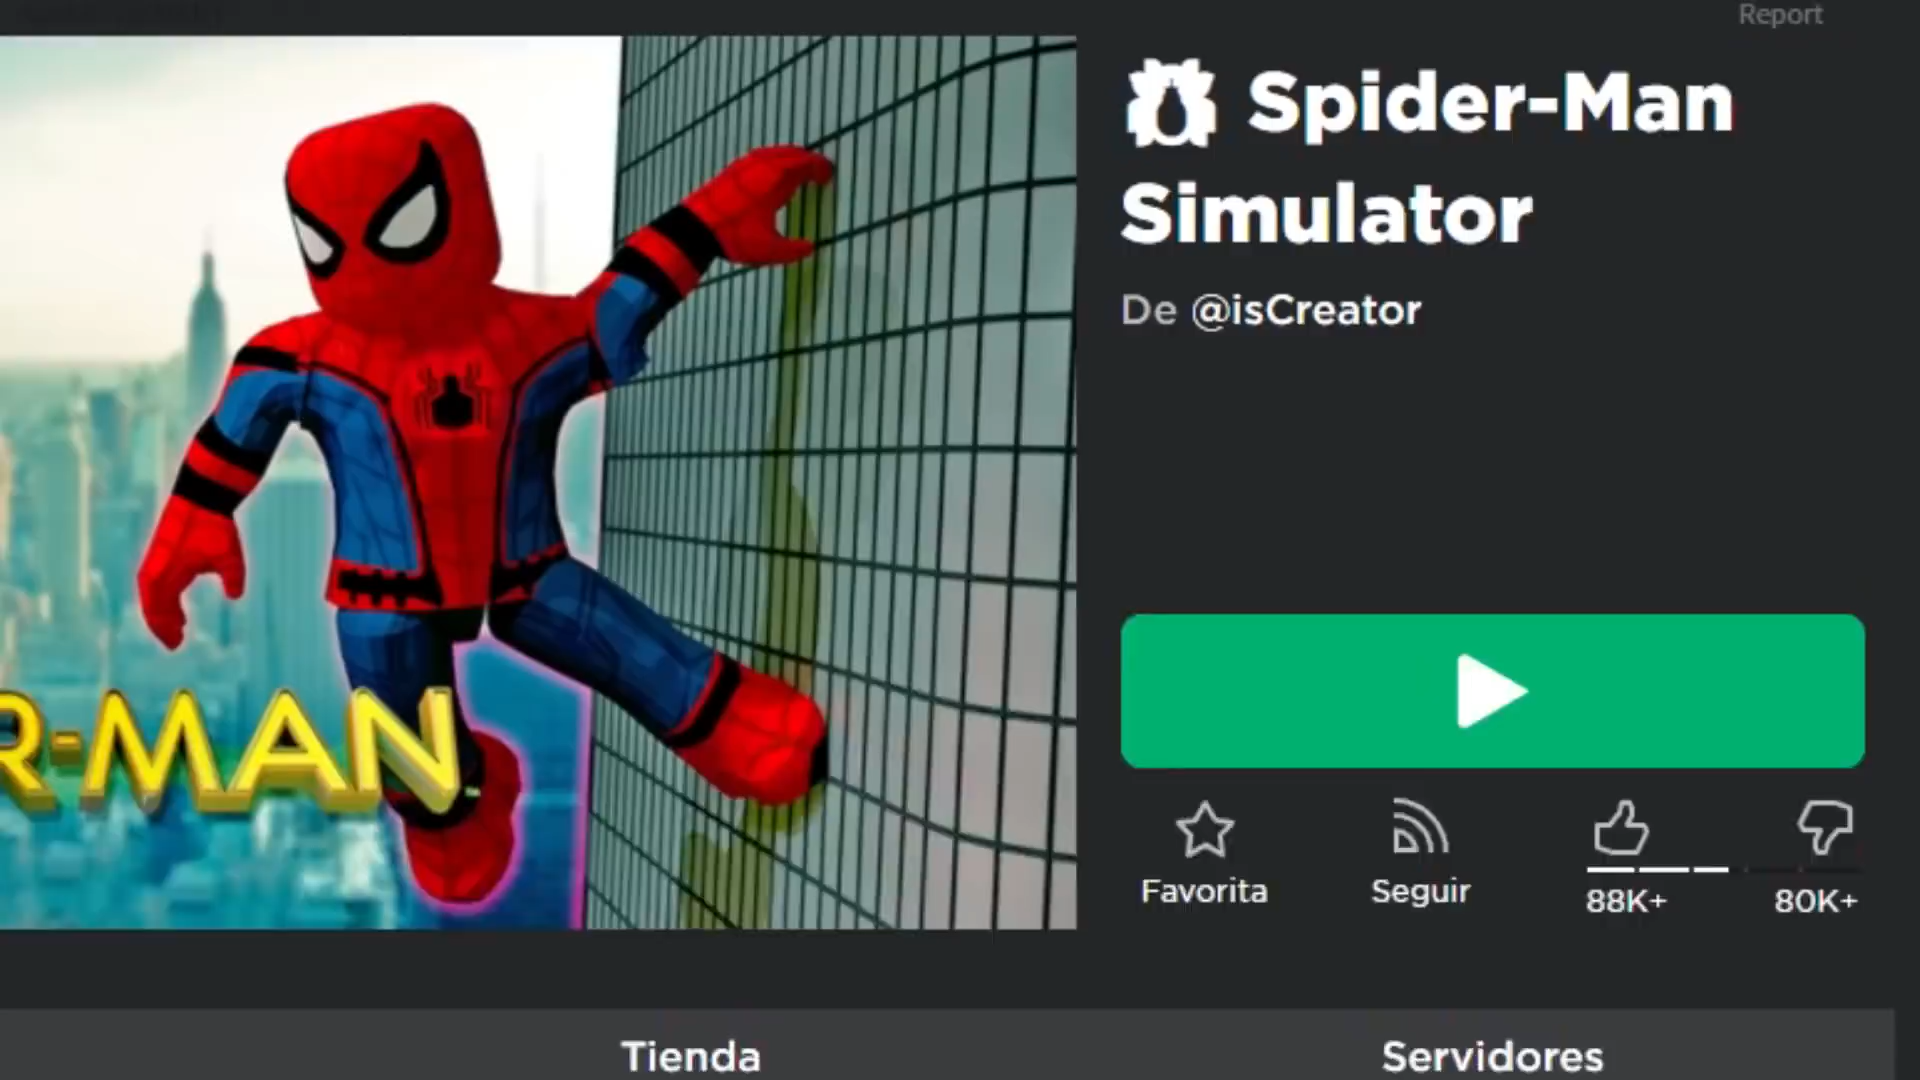 Report
Spider-Man
Simulator
De @isCreator
R-MAN
Favorita
Seguir
88K+
80K+
Tienda
Servidores